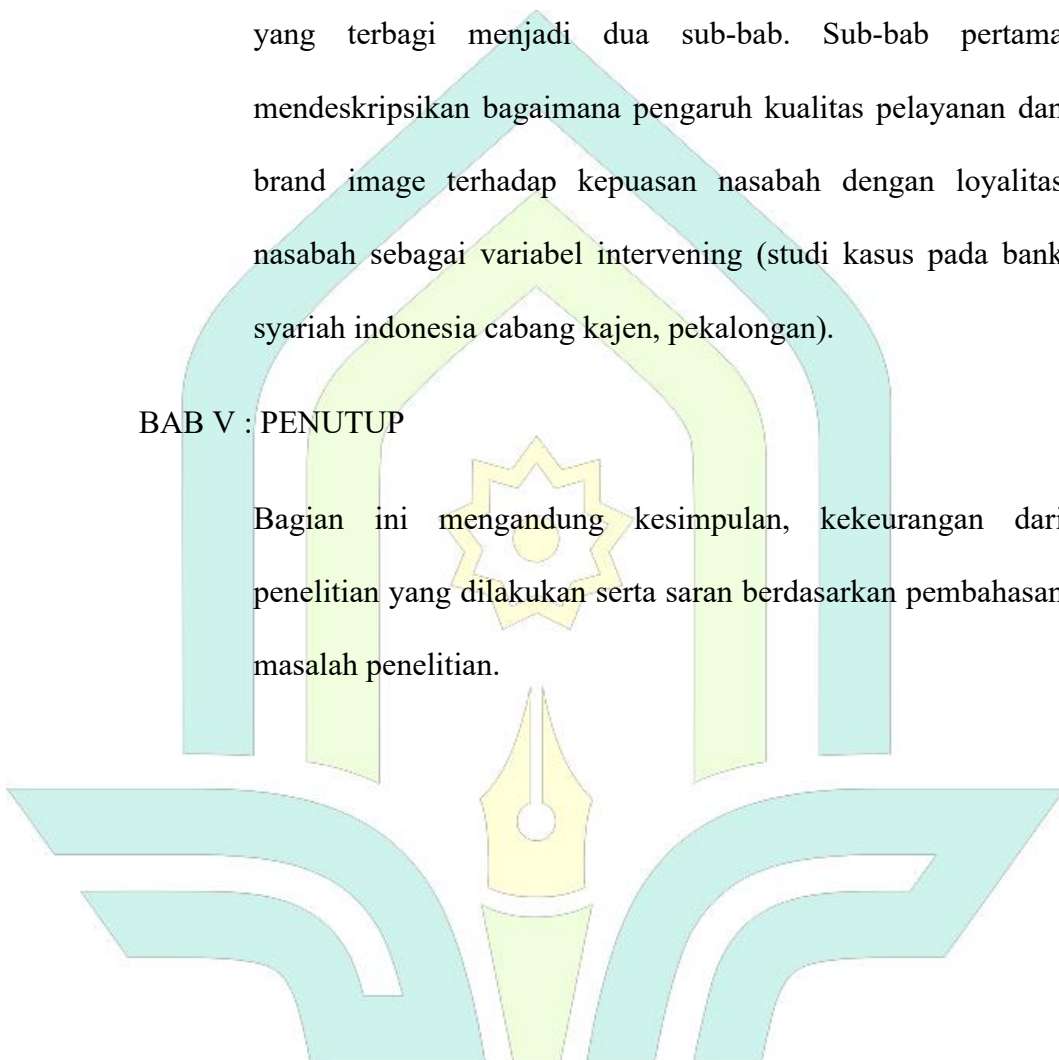 yang terbagi menjadi dua sub-bab. Sub-bab pertama
mendeskripsikan bagaimana pengaruh kualitas pelayanan dan
brand image terhadap kepuasan nasabah dengan loyalitas
nasabah sebagai variabel intervening (studi kasus pada bank
syariah indonesia cabang kajen, pekalongan).
BAB V : PENUTUP
Bagian ini mengandung kesimpulan, kekeurangan dari
penelitian yang dilakukan serta saran berdasarkan pembahasan
masalah penelitian.